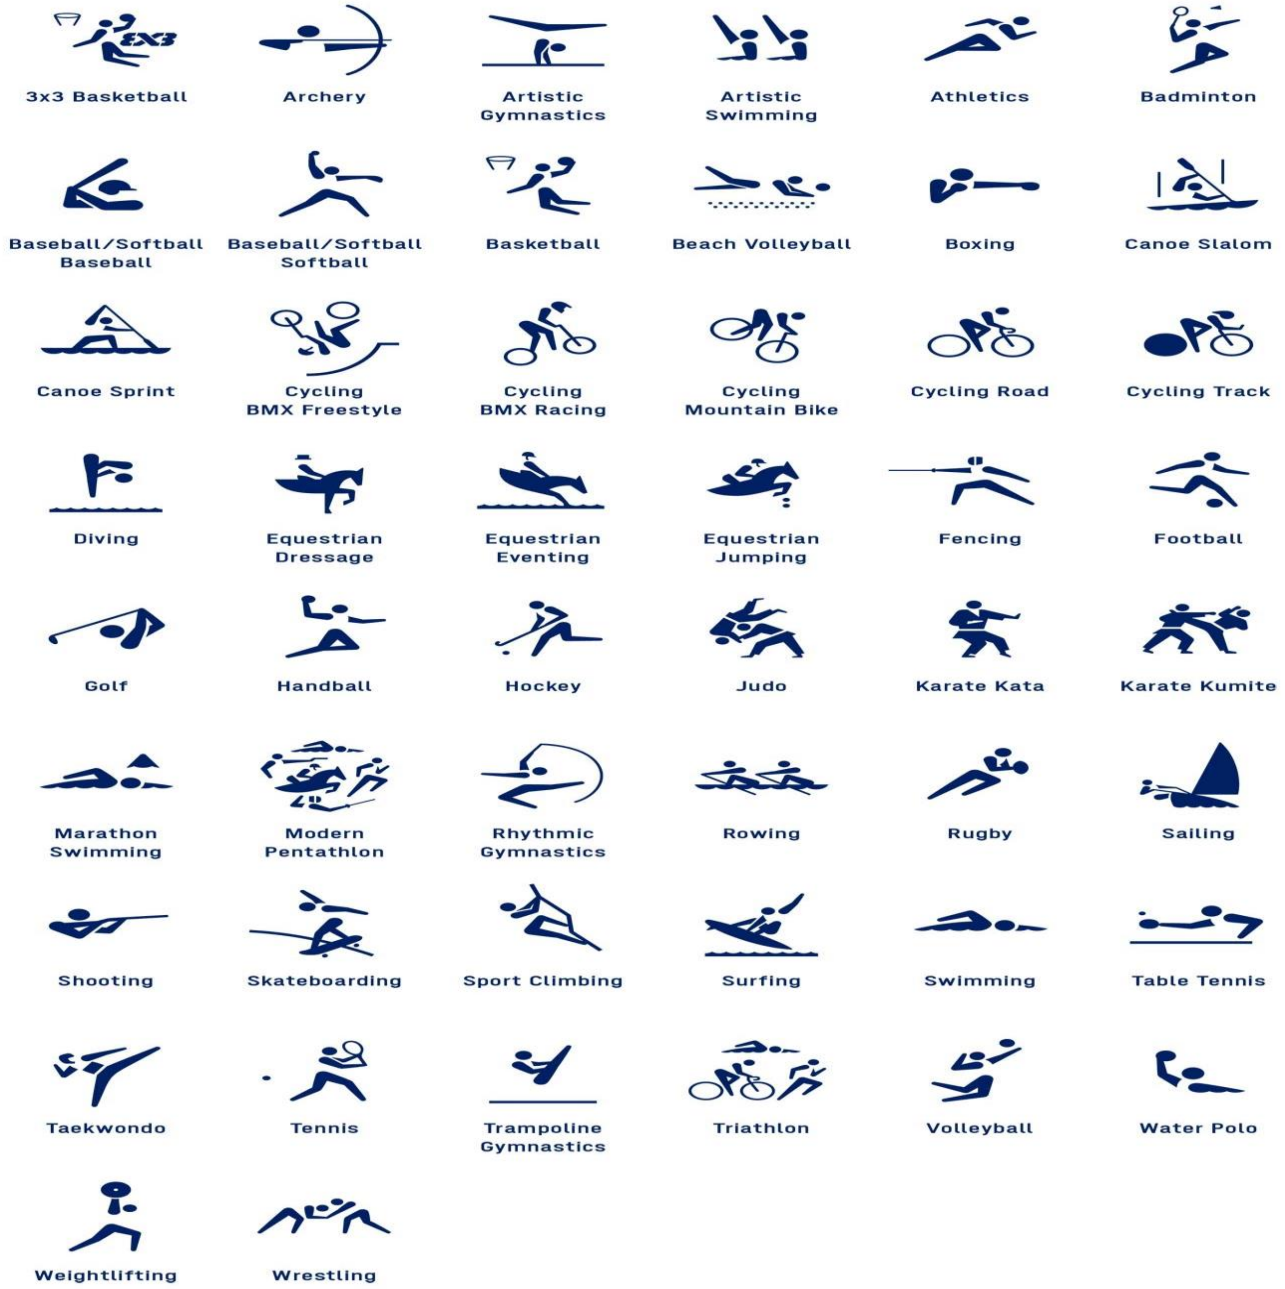 3X3
3x3 Basketball
Archery
Artistic
Gymnastics
Artistic
Swimming
Athletics
Badminton
Baseball/Softball
Baseball
Baseball/Softball
Softball
Basketball
Beach Volleyball
Boxing
Canoe Slalom
Canoe Sprint
Cycling
BMX Freestyle
Cycling
BMX Racing
Cycling
Mountain Bike
Cycling Road
Cycling Track
Diving
Equestrian
Dressage
Equestrian
Eventing
Equestrian
Jumping
Fencing
Football
Golf
Handball
Hockey
Judo
Karate Kata
Karate Kumite
Marathon
Swimming
Modern
Pentathlon
Rhythmic
Gymnastics
Rowing
Rugby
Sailing
Shooting
Skateboarding
Sport Climbing
Surfing
Swimming
Table Tennis
Taekwondo
Tennis
Trampoline
Gymnastics
Triathlon
Volleyball
Water Polo
Weightlifting
Wrestling